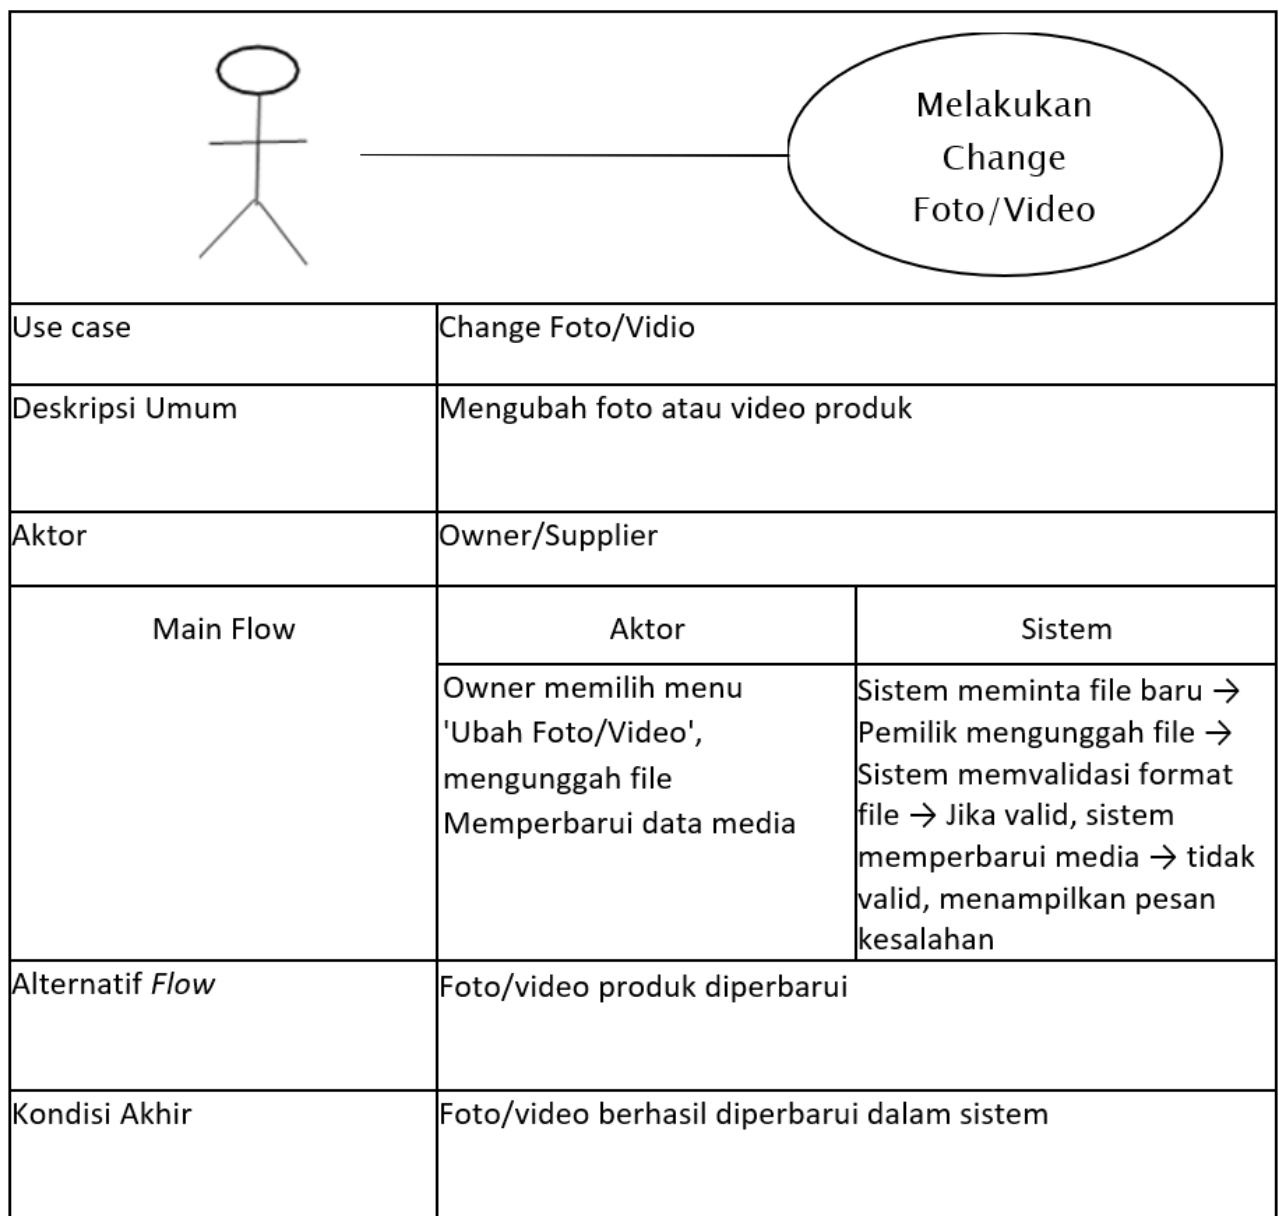 Melakukan
Change
Foto/Video
Use case
Change Foto/Vidio
Deskripsi Umum
Mengubah foto atau video produk
Aktor
Owner/Supplier
Main Flow
Aktor
Sistem
Owner memilih menu
'Ubah Foto/Video',
mengunggah file
Memperbarui data media
Sistem meminta file baru →
Pemilik mengunggah file →
Sistem memvalidasi format
file → Jika valid, sistem
memperbarui media → tidak
valid, menampilkan pesan
kesalahan
Alternatif Flow
Foto/video produk diperbarui
Kondisi Akhir
Foto/video berhasil diperbarui dalam sistem